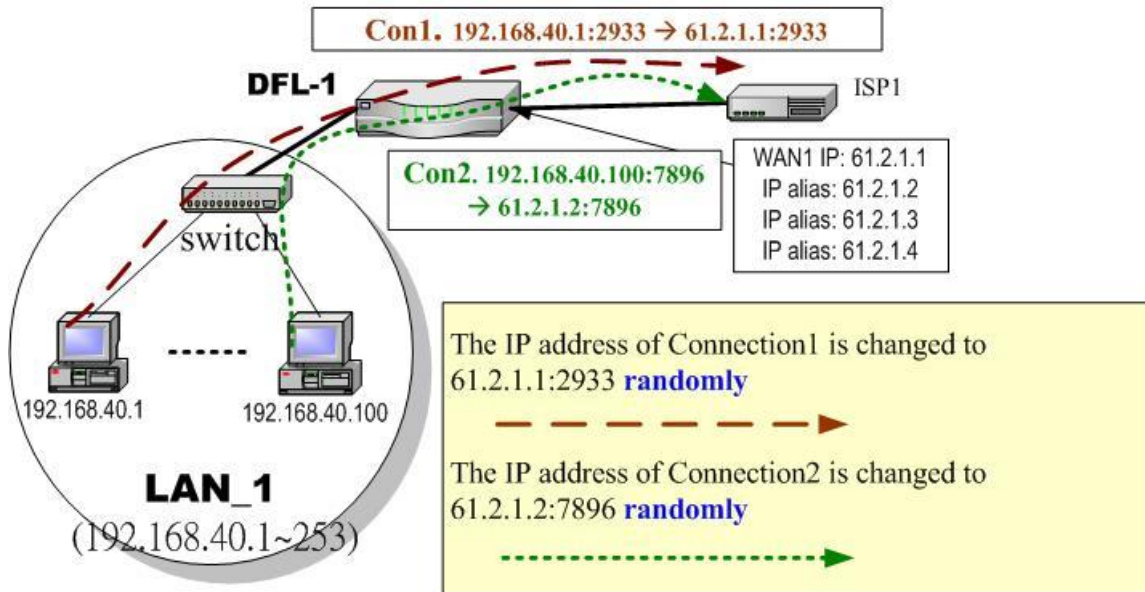 Con1. 192.168.40.1:2933 → 61.2.1.1:2933
DFL-1
ISP1
Con2. 192.168.40.100:7896
→ 61.2.1.2:7896
WAN1 IP: 61.2.1.1
IP alias: 61.2.1.2
IP alias: 61.2.1.3
IP alias: 61.2.1.4
switch
192.168.40.1
192.168.40.100
LAN_1
(192.168.40.1~253)
The IP address of Connection1 is changed to
61.2.1.1:2933 randomly
The IP address of Connection2 is changed to
61.2.1.2:7896 randomly